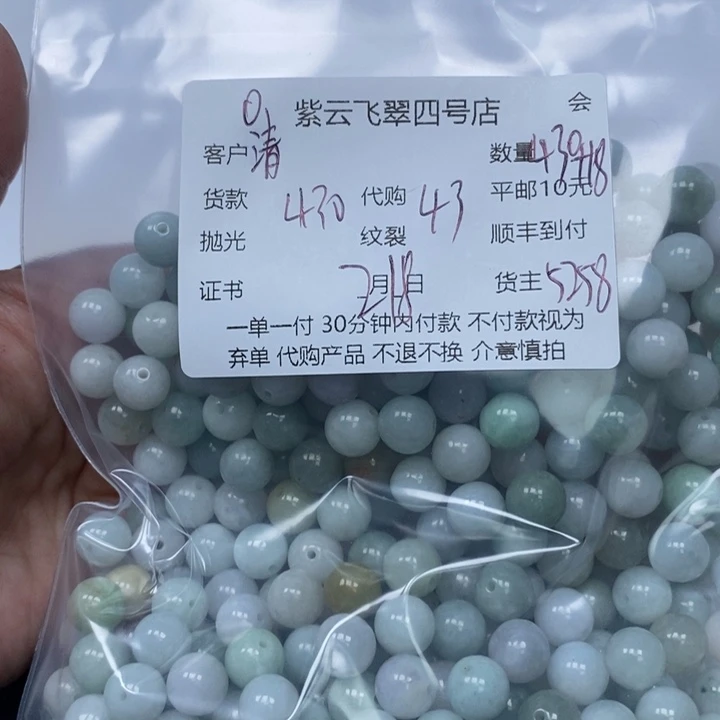 紫云飞翠四号店 会
客户 清 数量 430+18
货款 430 代购 43 平邮10元
抛光 纹裂 顺丰到付
证书 2月18日 货主 5258
一单一付 30分钟内付款 不付款视为
弃单 代购产品 不退不换 介意慎拍